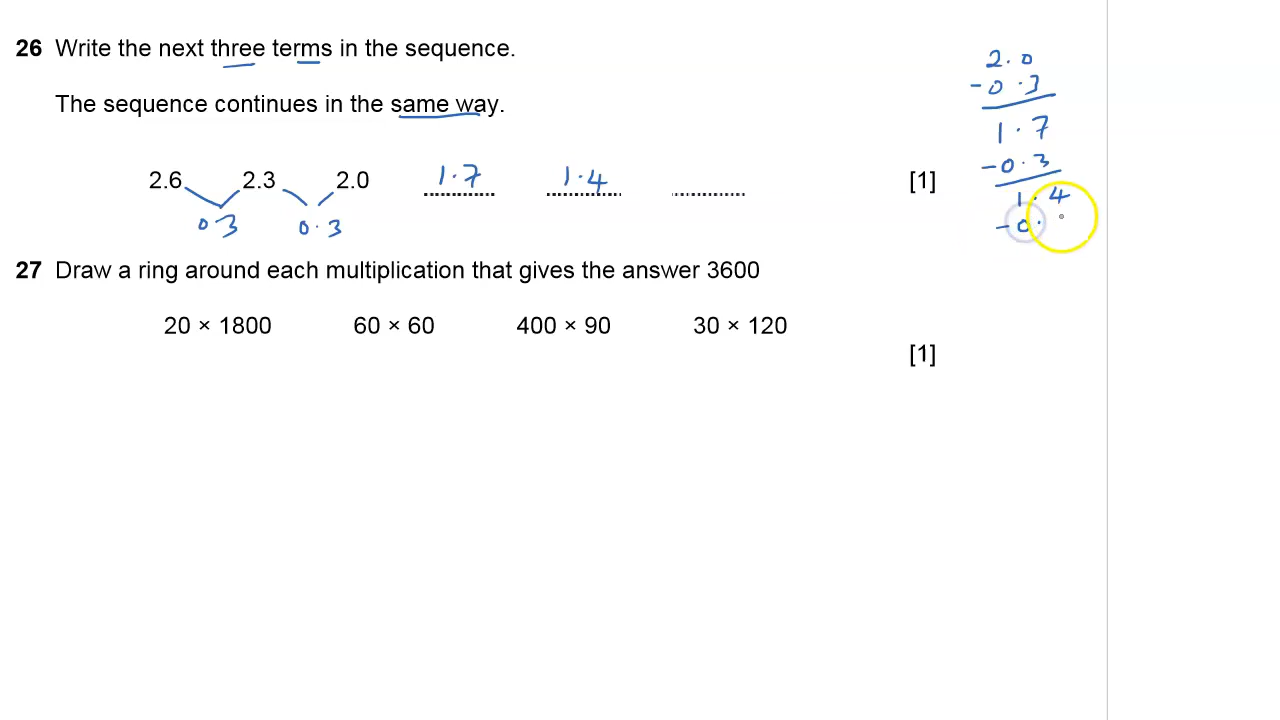 26 Write the next three terms in the sequence.
The sequence continues in the same way.
2.6 2.3 2.0 1.7 1.4 .............. [1]
0.3 0.3
27 Draw a ring around each multiplication that gives the answer 3600
20 × 1800 60 × 60 400 × 90 30 × 120
[1]
2.0
-0.3
1.7
-0.3
1.4
-0.